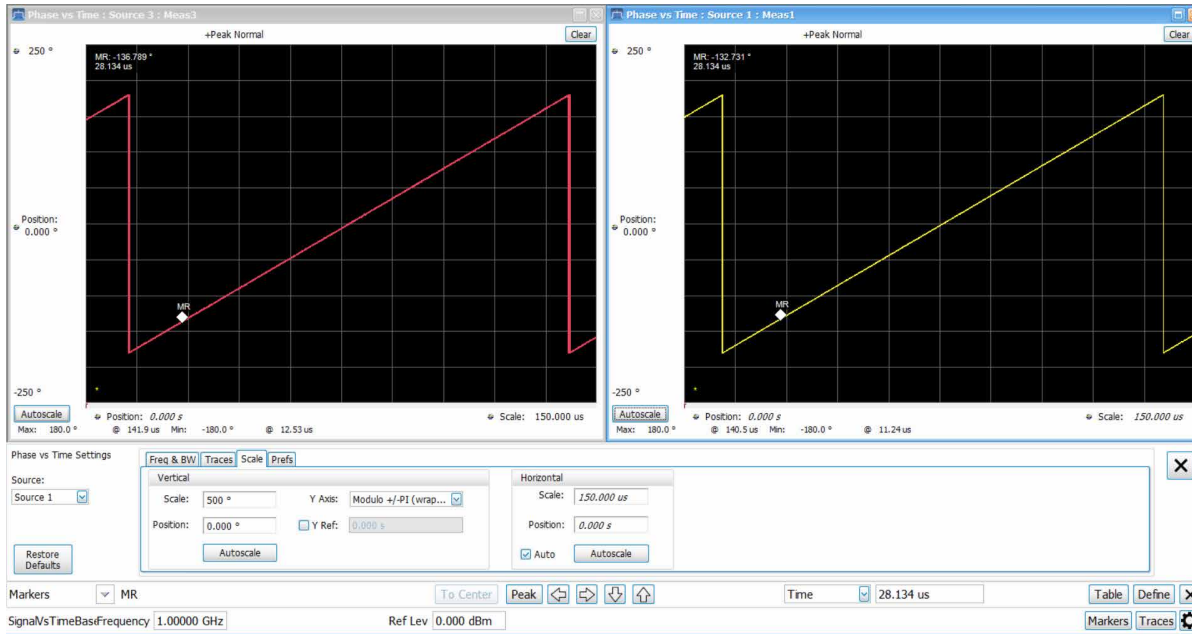 Phase vs Time : Source 3 : Meas3
+Peak Normal
Clear
250 °
MR: -136.789 °
28.134 us
Position:
0.000 °
MR
-250 °
Autoscale
Position: 0.000 s
Scale: 150.000 us
Max: 180.0 ° @ 141.9 us Min: -180.0 ° @ 12.53 us
Phase vs Time : Source 1 : Meas1
+Peak Normal
Clear
250 °
MR: -132.731 °
28.134 us
Position:
0.000 °
MR
-250 °
Autoscale
Position: 0.000 s
Scale: 150.000 us
Max: 180.0 ° @ 140.5 us Min: -180.0 ° @ 11.24 us
Phase vs Time Settings
Source:
Source 1
Restore
Defaults
Freq & BW Traces Scale Prefs
Vertical
Scale: 500 ° Y Axis: Modulo +/-PI (wrap...
Position: 0.000 ° Y Ref: 0.000 s
Autoscale
Horizontal
Scale: 150.000 us
Position: 0.000 s
Auto Autoscale
Markers MR To Center Peak Time 28.134 us Table Define
Frequency 1.00000 GHz Ref Lev 0.000 dBm Markers Traces